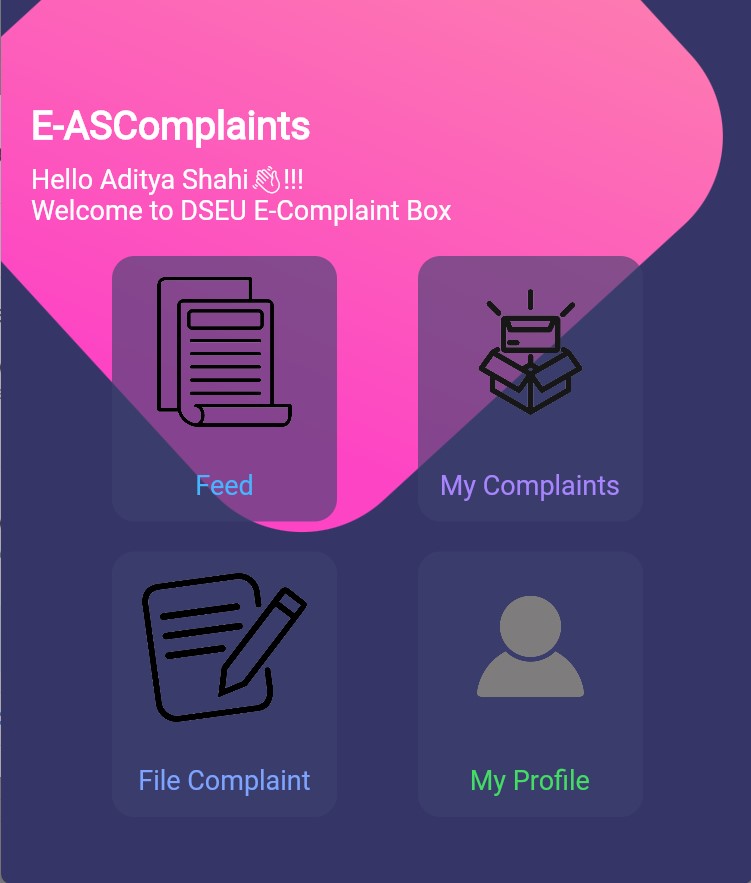 E-ASComplaints
Hello Aditya Shahi👋!!!
Welcome to DSEU E-Complaint Box
Feed
My Complaints
File Complaint
My Profile